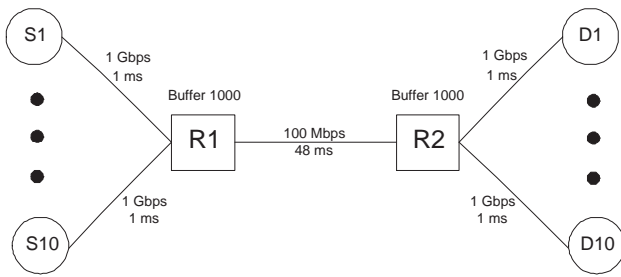 S1
D1
1 Gbps
1 ms
1 Gbps
1 ms
Buffer 1000
Buffer 1000
R1
100 Mbps
48 ms
R2
1 Gbps
1 ms
1 Gbps
1 ms
S10
D10